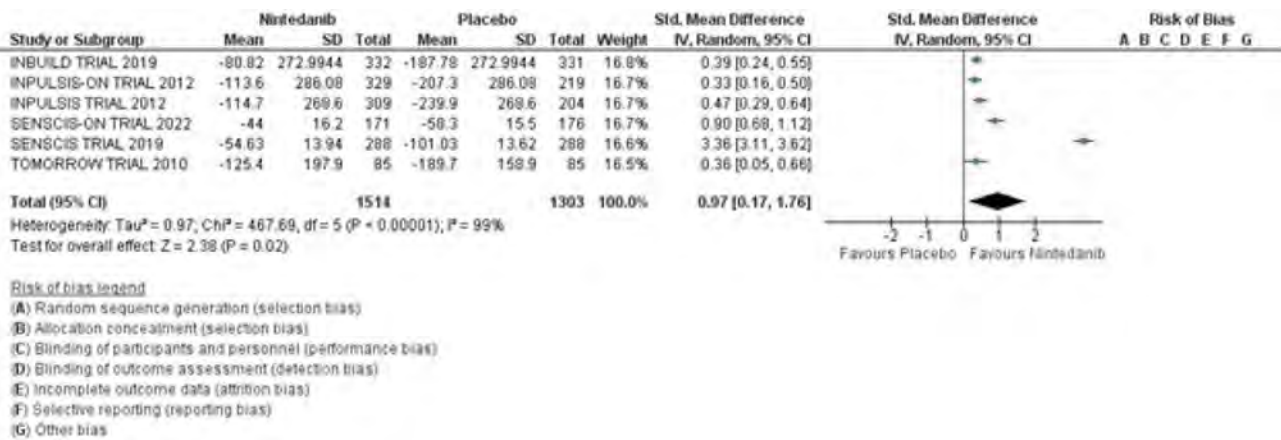 Nintedanib Placebo Std. Mean Difference Std. Mean Difference Risk of Bias
Study or Subgroup Mean SD Total Mean SD Total Weight IV, Random, 95% CI IV, Random, 95% CI A B C D E F G
INBUILD TRIAL 2019 -80.82 272.9944 332 -187.78 272.9944 331 16.8% 0.39 [0.24, 0.55]
INPULSIS-ON TRIAL 2012 -113.6 286.08 329 -207.3 286.08 219 16.7% 0.33 [0.16, 0.50]
INPULSIS TRIAL 2012 -114.7 268.6 309 -239.9 268.6 204 16.7% 0.47 [0.29, 0.64]
SENSCIS-ON TRIAL 2022 -44 16.2 171 -58.3 15.5 176 16.7% 0.90 [0.68, 1.12]
SENSCIS TRIAL 2019 -54.63 13.94 288 -101.03 13.62 288 16.6% 3.36 [3.11, 3.62]
TOMORROW TRIAL 2010 -125.4 197.9 85 -189.7 158.9 85 16.5% 0.36 [0.05, 0.66]
Total (95% CI) 1514 1303 100.0% 0.97 [0.17, 1.76]
Heterogeneity: Tau² = 0.97; Chi² = 467.69, df = 5 (P < 0.00001); I² = 99%
Test for overall effect: Z = 2.38 (P = 0.02)
-2 -1 0 1 2
Favours Placebo Favours Nintedanib
Risk of bias legend
(A) Random sequence generation (selection bias)
(B) Allocation concealment (selection bias)
(C) Blinding of participants and personnel (performance bias)
(D) Blinding of outcome assessment (detection bias)
(E) Incomplete outcome data (attrition bias)
(F) Selective reporting (reporting bias)
(G) Other bias